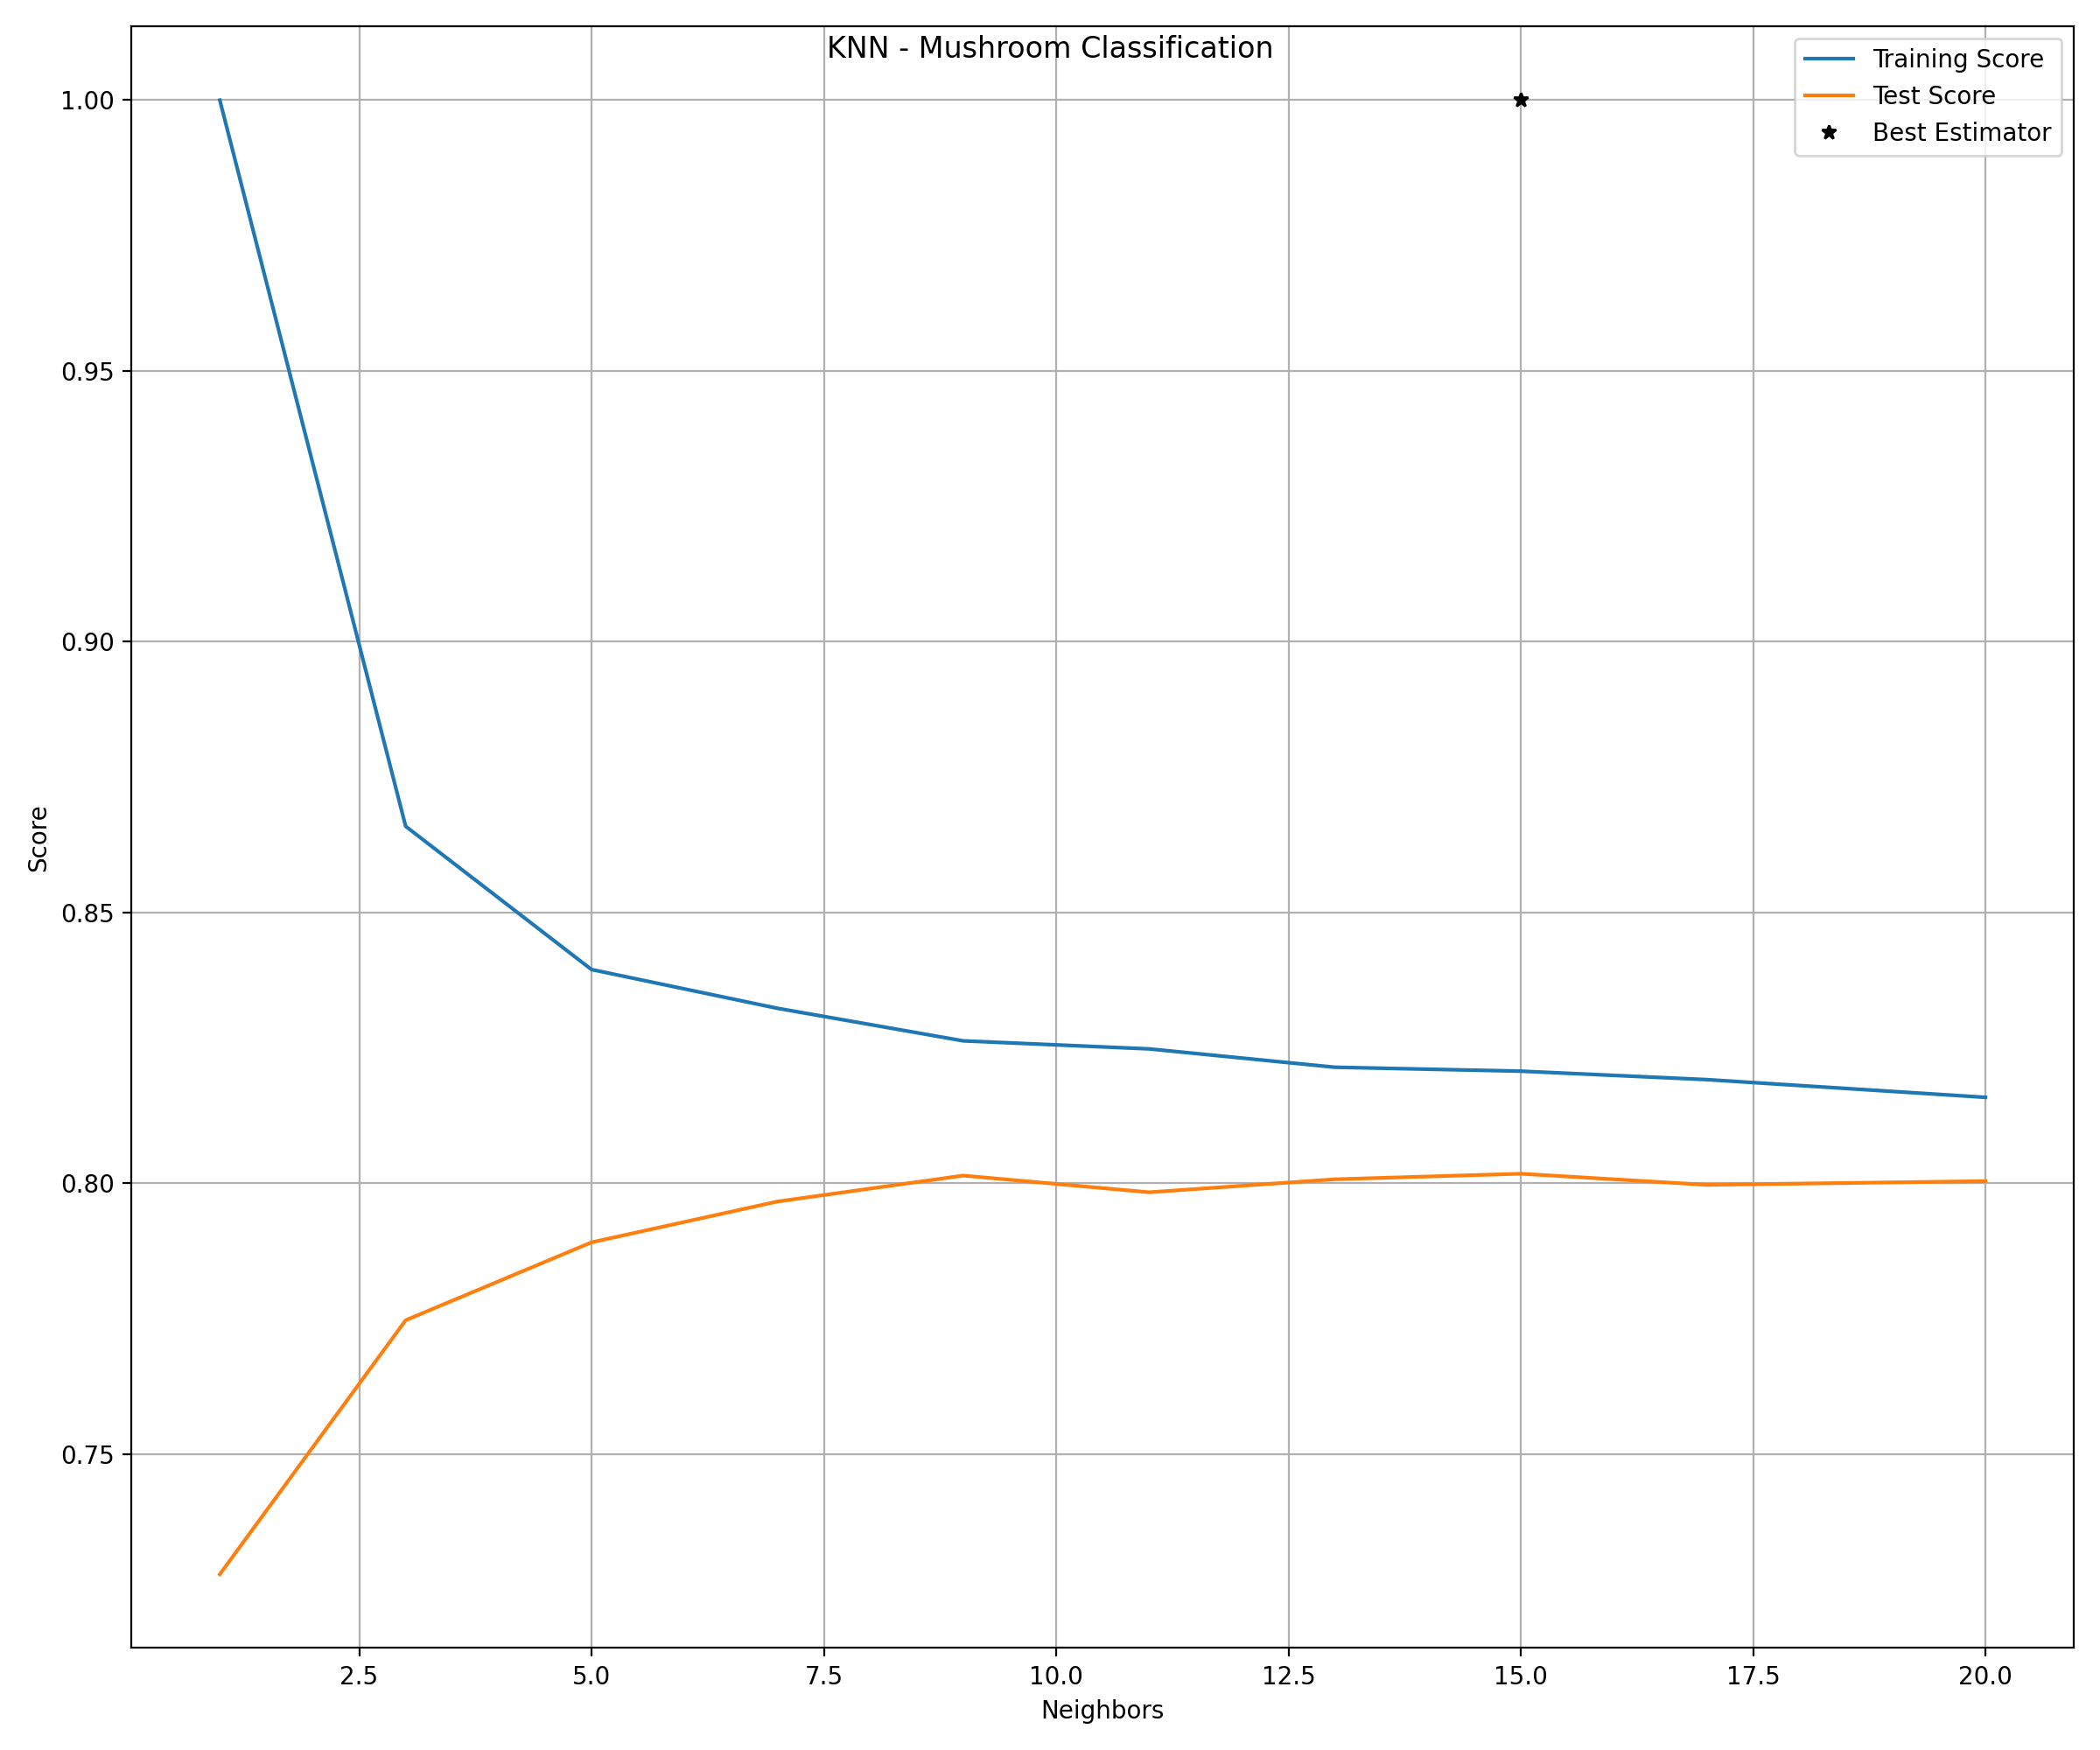 KNN - Mushroom Classification
Training Score
Test Score
Best Estimator
1.00
0.95
0.90
0.85
0.80
0.75
Score
2.5 5.0 7.5 10.0 12.5 15.0 17.5 20.0
Neighbors